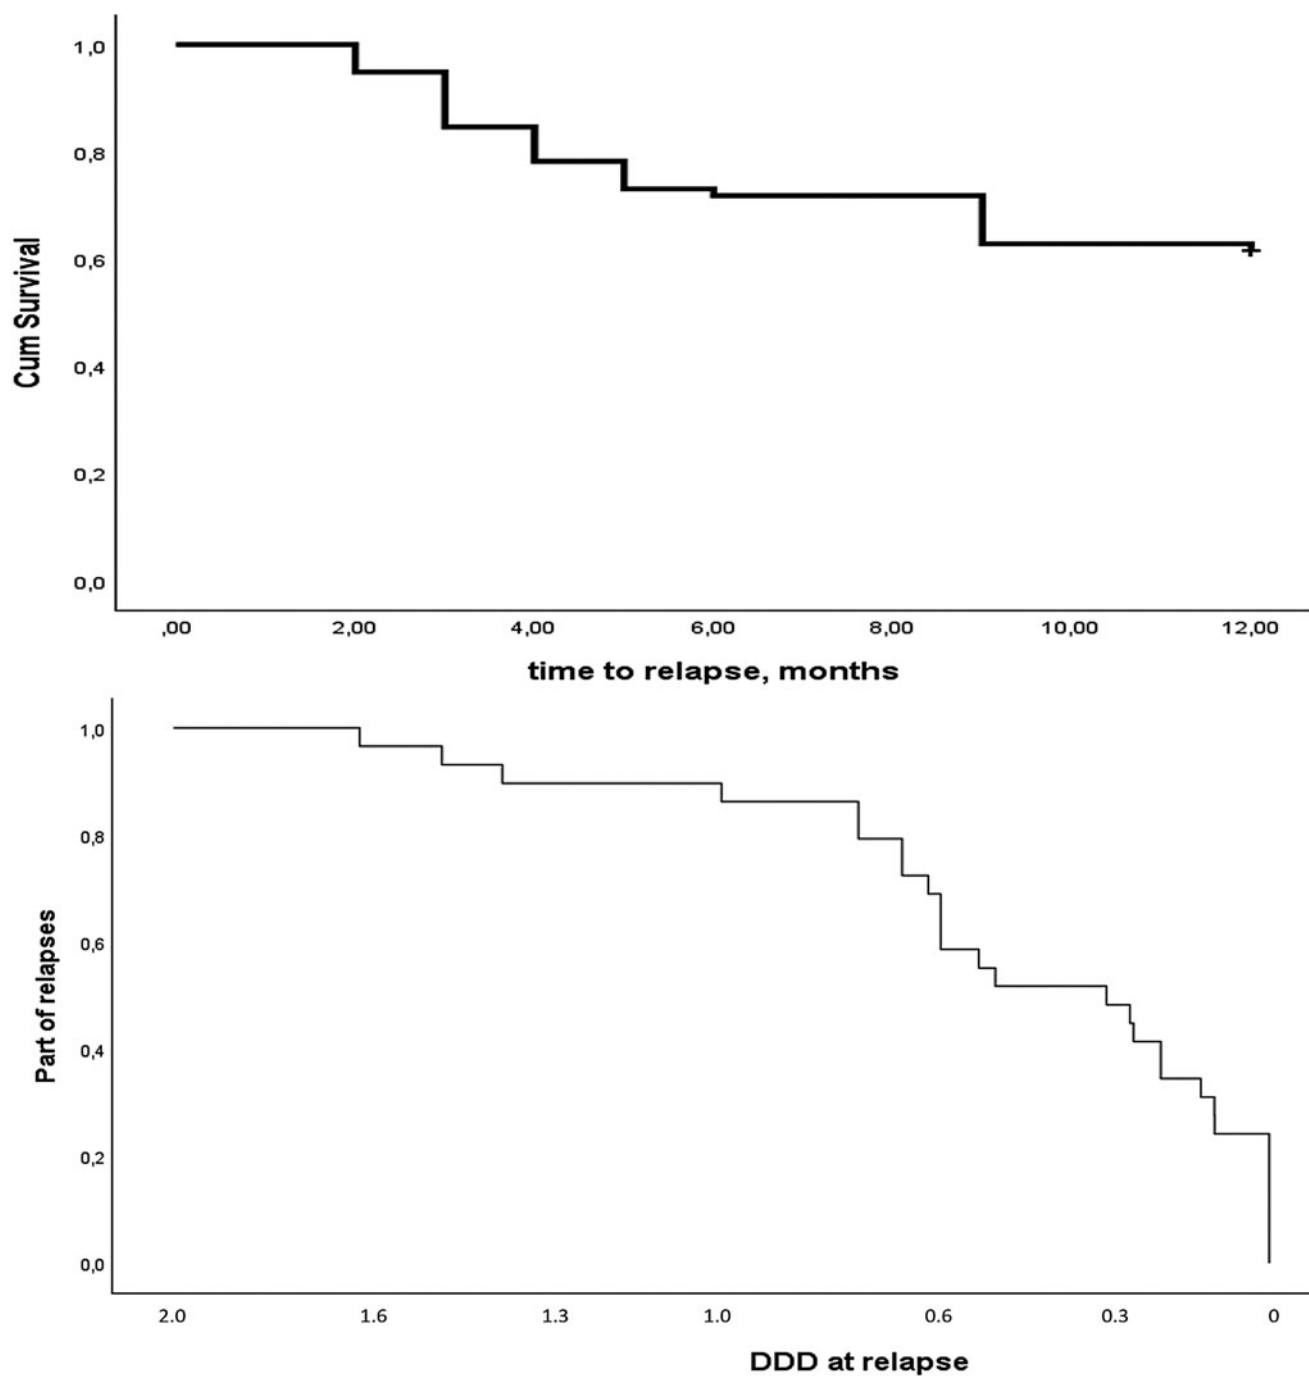 1,0
0,8
0,6
0,4
0,2
0,0
Cum Survival
,00 2,00 4,00 6,00 8,00 10,00 12,00
time to relapse, months
1,0
0,8
0,6
0,4
0,2
0,0
Part of relapses
2.0 1.6 1.3 1.0 0.6 0.3 0
DDD at relapse